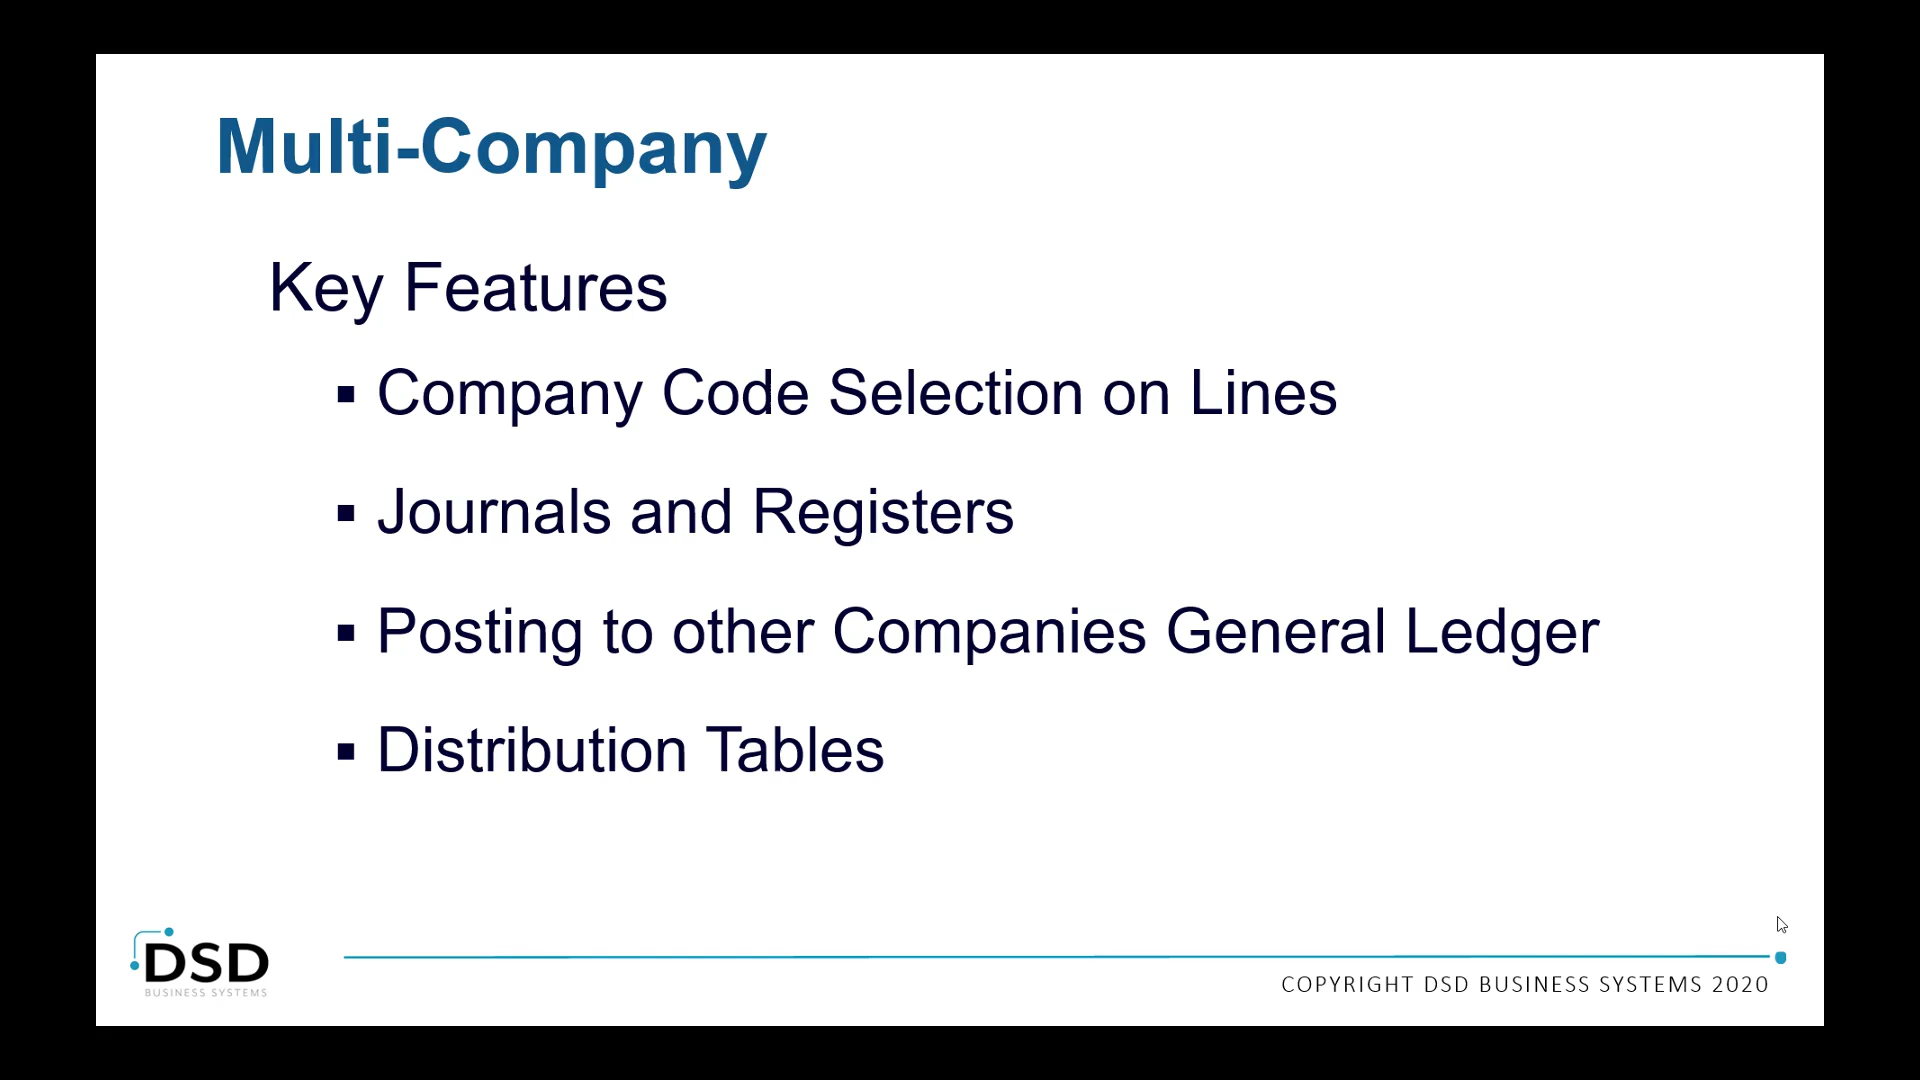 Multi-Company
Key Features
▪ Company Code Selection on Lines
▪ Journals and Registers
▪ Posting to other Companies General Ledger
▪ Distribution Tables
DSD
BUSINESS SYSTEMS
COPYRIGHT DSD BUSINESS SYSTEMS 2020